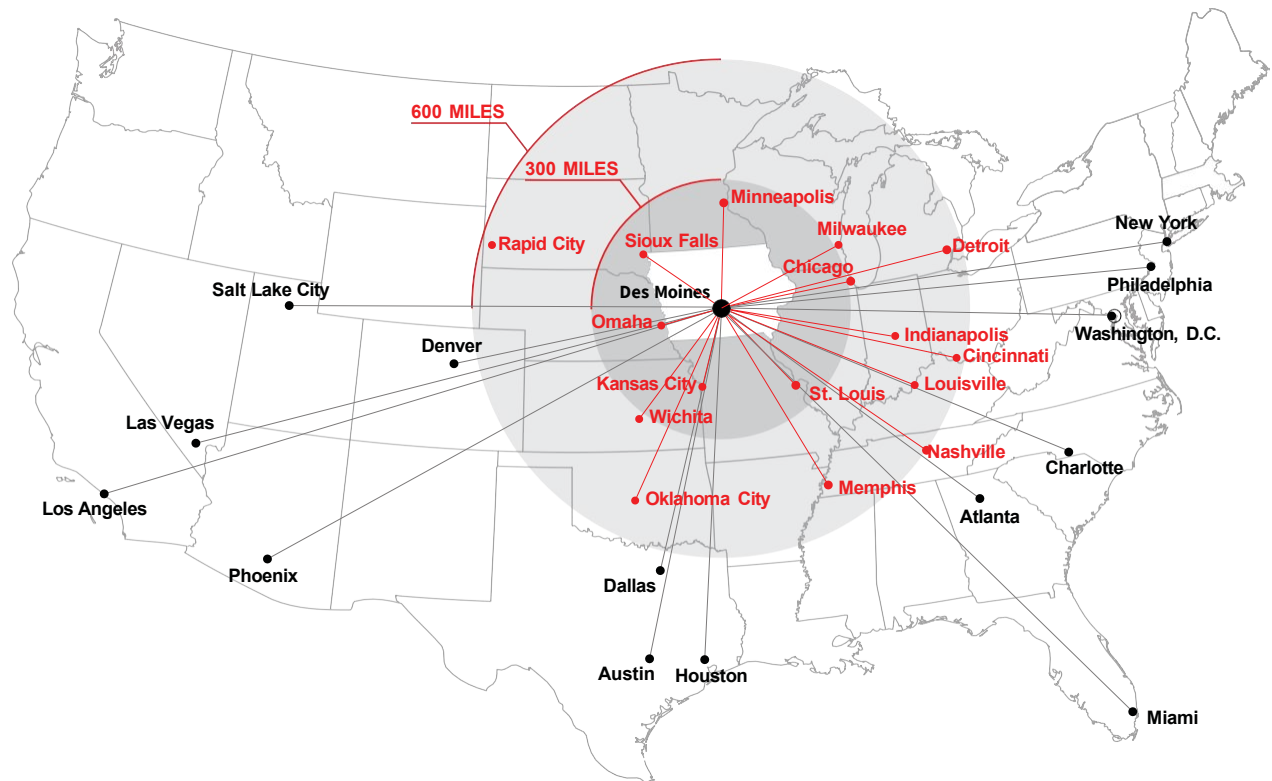 600 MILES
300 MILES
Minneapolis
New York
Milwaukee
Sioux Falls
Rapid City
Detroit
Chicago
Philadelphia
Salt Lake City
Des Moines
Omaha
Washington, D.C.
Indianapolis
Denver
Cincinnati
Kansas City
Louisville
St. Louis
Wichita
Las Vegas
Nashville
Charlotte
Memphis
Oklahoma City
Los Angeles
Atlanta
Phoenix
Dallas
Austin
Houston
Miami